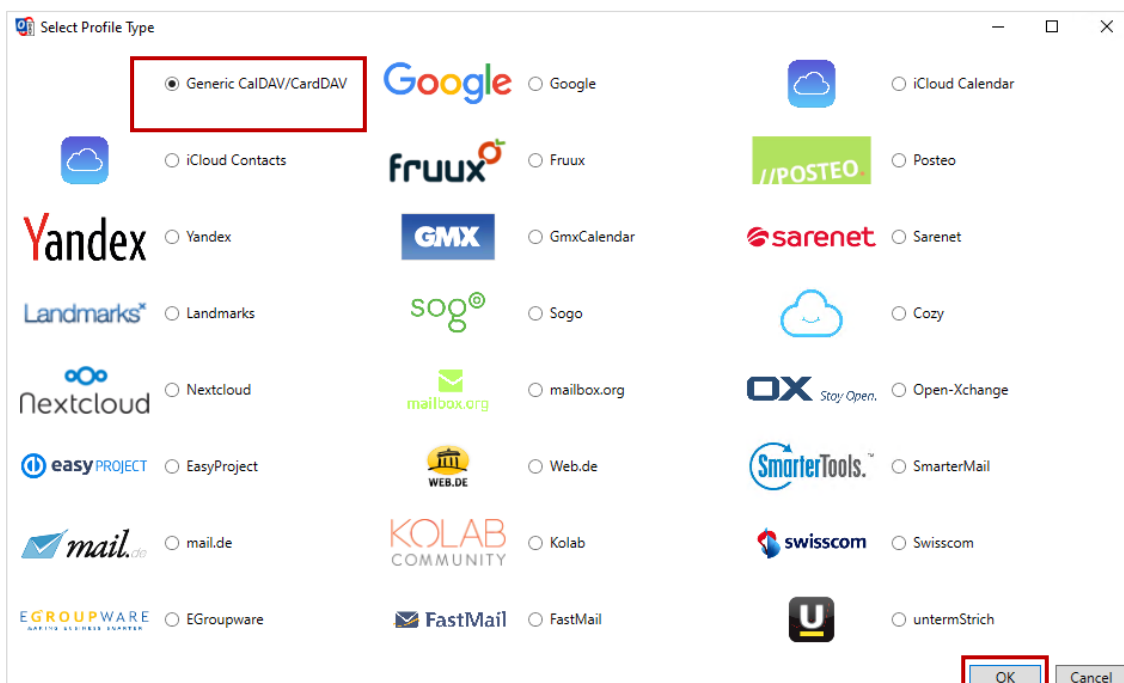 Select Profile Type
Generic CalDAV/CardDAV
Google
Google
iCloud Calendar
iCloud Contacts
fruux
Fruux
//POSTEO.
Posteo
Yandex
Yandex
GMX
GmxCalendar
sarenet
Sarenet
Landmarks
Landmarks
sogo
Sogo
Cozy
Nextcloud
Nextcloud
mailbox.org
mailbox.org
OX Stay Open.
Open-Xchange
easy PROJECT
EasyProject
WEB.DE
Web.de
SmarterTools.™
SmarterMail
mail.de
mail.de
KOLAB
COMMUNITY
Kolab
swisscom
Swisscom
EGROUPWARE
EGroupware
FastMail
FastMail
U
untermStrich
OK
Cancel